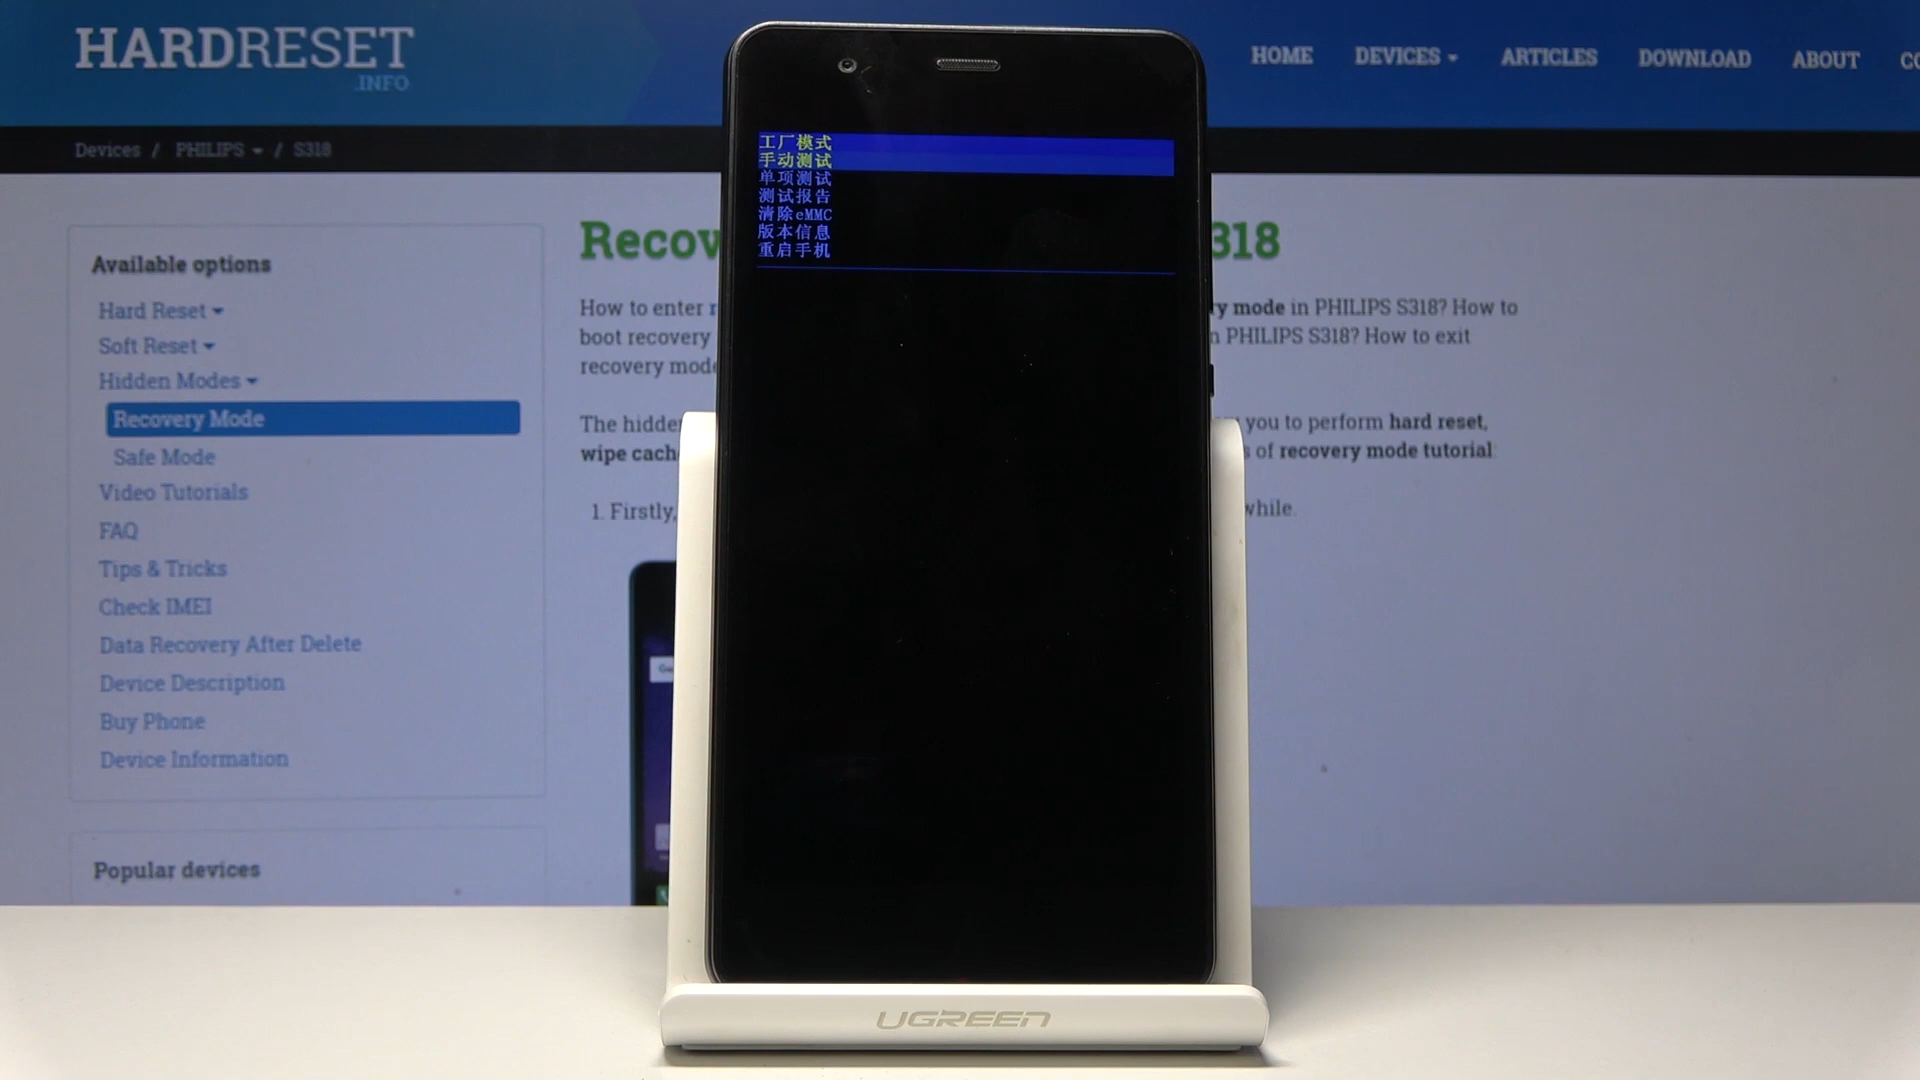 HARDRESET
.INFO
HOME DEVICES ARTICLES DOWNLOAD ABOUT
Devices / PHILIPS / S318
工厂模式
手动测试
单项测试
测试报告
清除eMMC
版本信息
重启手机
Available options
Hard Reset
Soft Reset
Hidden Modes
Recovery Mode
Safe Mode
Video Tutorials
FAQ
Tips & Tricks
Check IMEI
Data Recovery After Delete
Device Description
Buy Phone
Device Information
Popular devices
Recov 318
How to enter mode in PHILIPS S318? How to
boot recovery in PHILIPS S318? How to exit
recovery mode
The hidden you to perform hard reset,
wipe cache of recovery mode tutorial:
1. Firstly, while.
UGREEN